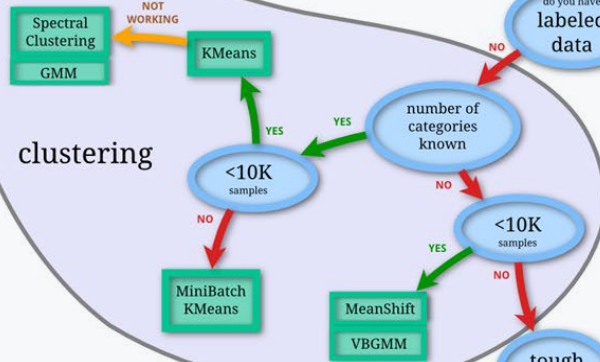 NOT
WORKING
Spectral
Clustering
GMM
KMeans
do you have
labeled
data
NO
number of
categories
known
YES
YES
clustering
<10K
samples
NO
NO
<10K
samples
YES
NO
MiniBatch
KMeans
MeanShift
VBGMM
tough